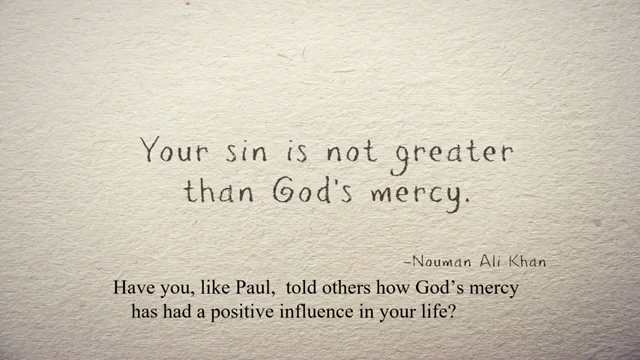 Your sin is not greater
than God's mercy.
–Nouman Ali Khan
Have you, like Paul,  told others how God’s mercy
has had a positive influence in your life?